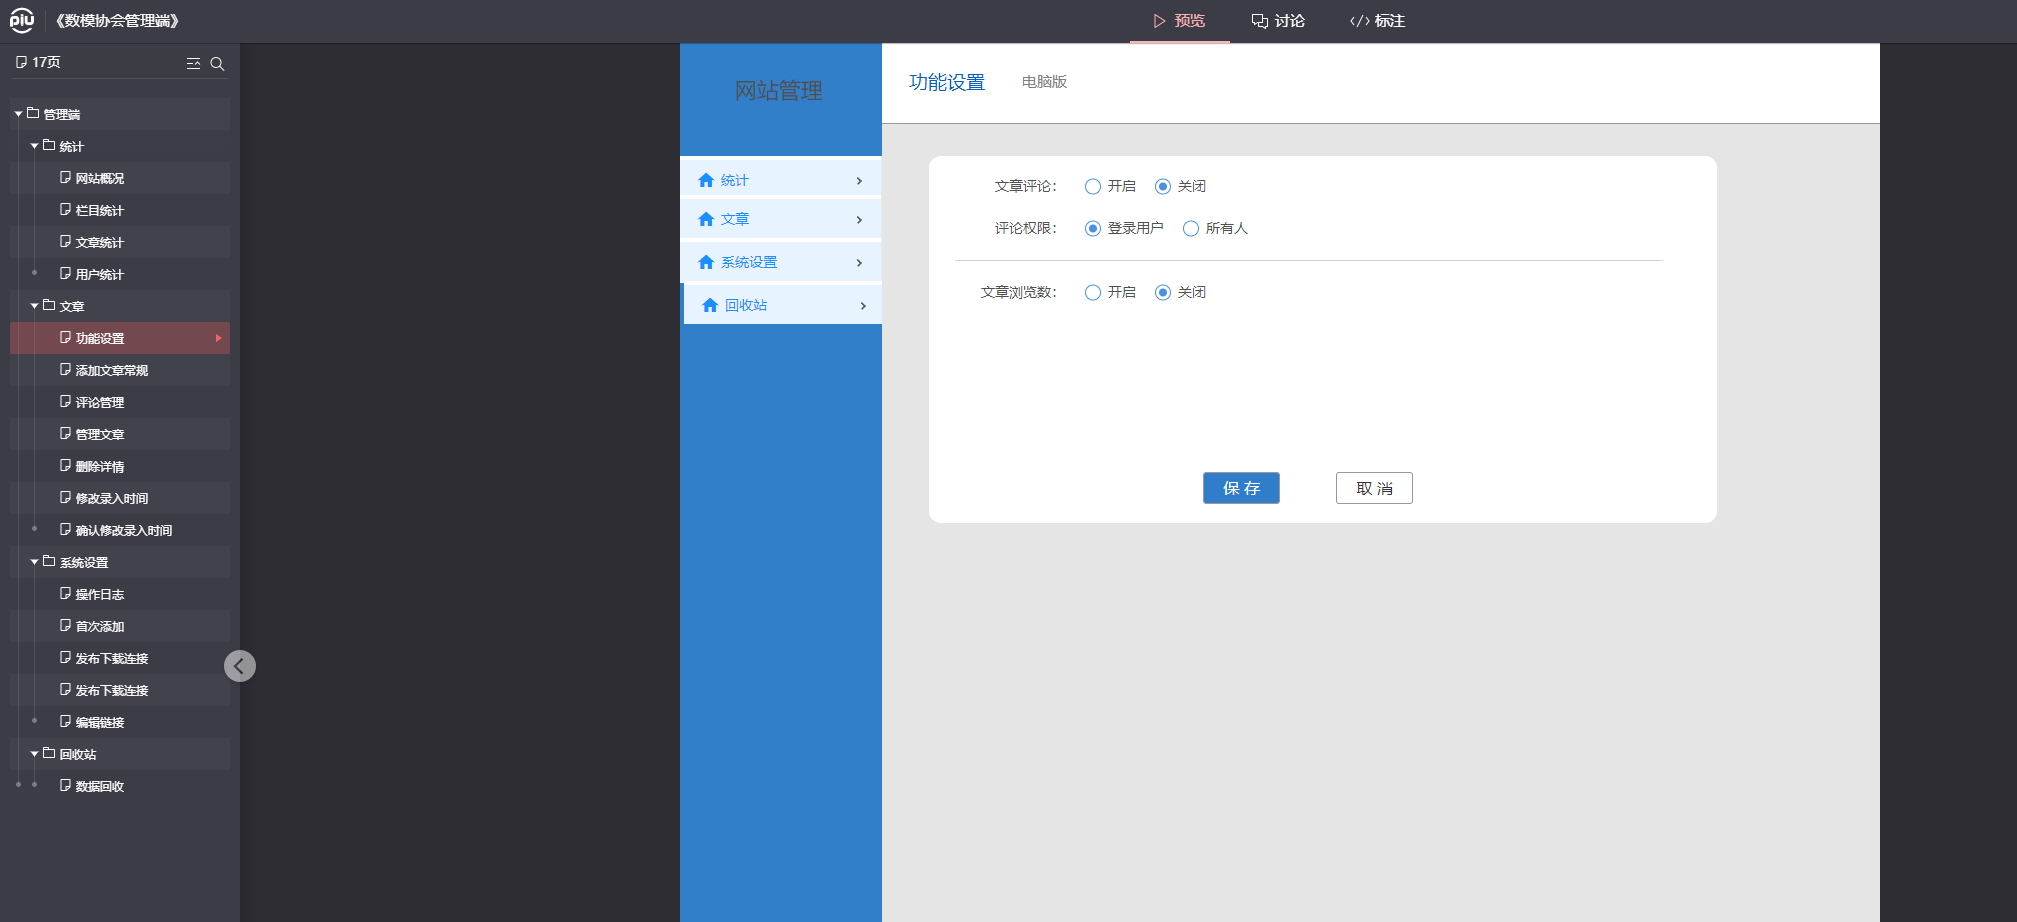 piu 《数模协会管理端》
预览 讨论 </> 标注
17页
管理端
统计
网站概况
栏目统计
文章统计
用户统计
文章
功能设置
添加文章常规
评论管理
管理文章
删除详情
修改录入时间
确认修改录入时间
系统设置
操作日志
首次添加
发布下载连接
发布下载连接
编辑链接
回收站
数据回收
网站管理
统计
文章
系统设置
回收站
功能设置 电脑版
文章评论： 开启 关闭
评论权限： 登录用户 所有人
文章浏览数： 开启 关闭
保 存 取 消